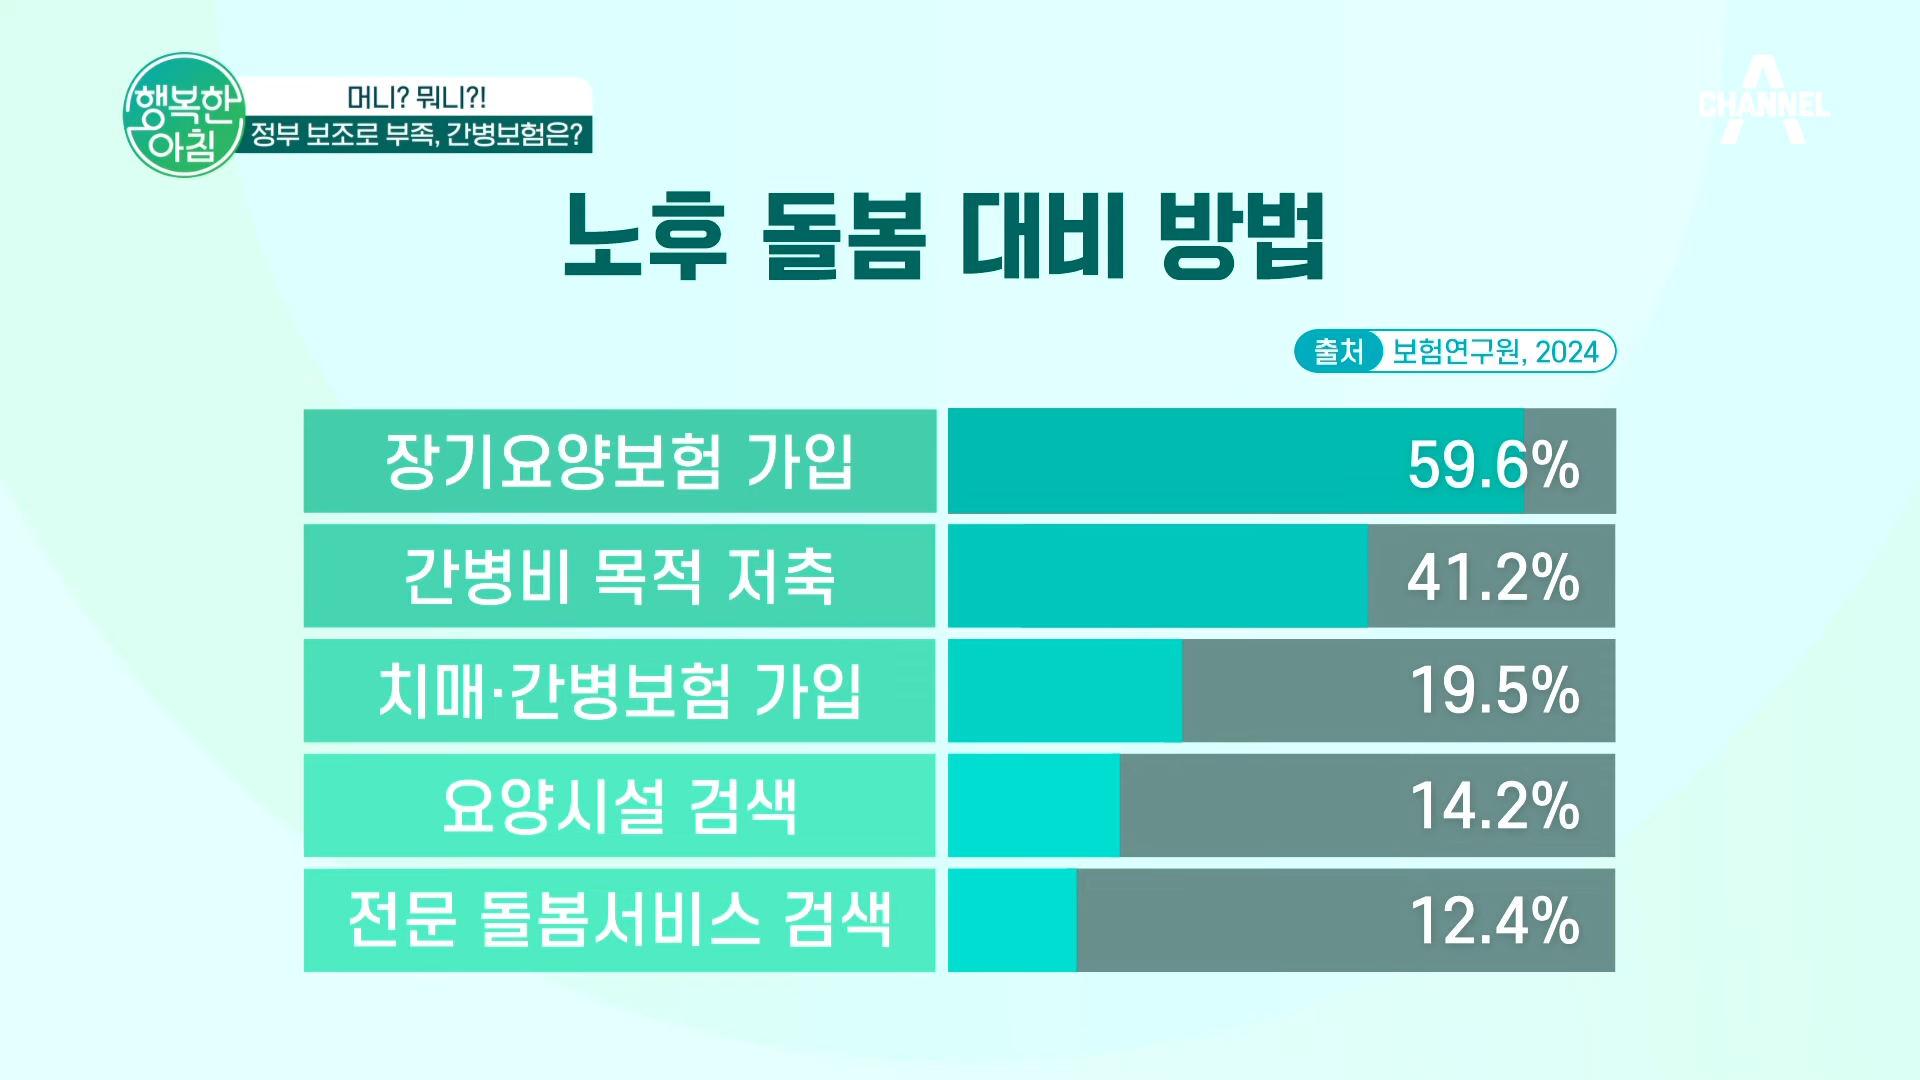 행복한
아침
머니? 뭐니?!
정부 보조로 부족, 간병보험은?
CHANNEL A
노후 돌봄 대비 방법
출처 보험연구원, 2024
장기요양보험 가입 59.6%
간병비 목적 저축 41.2%
치매·간병보험 가입 19.5%
요양시설 검색 14.2%
전문 돌봄서비스 검색 12.4%